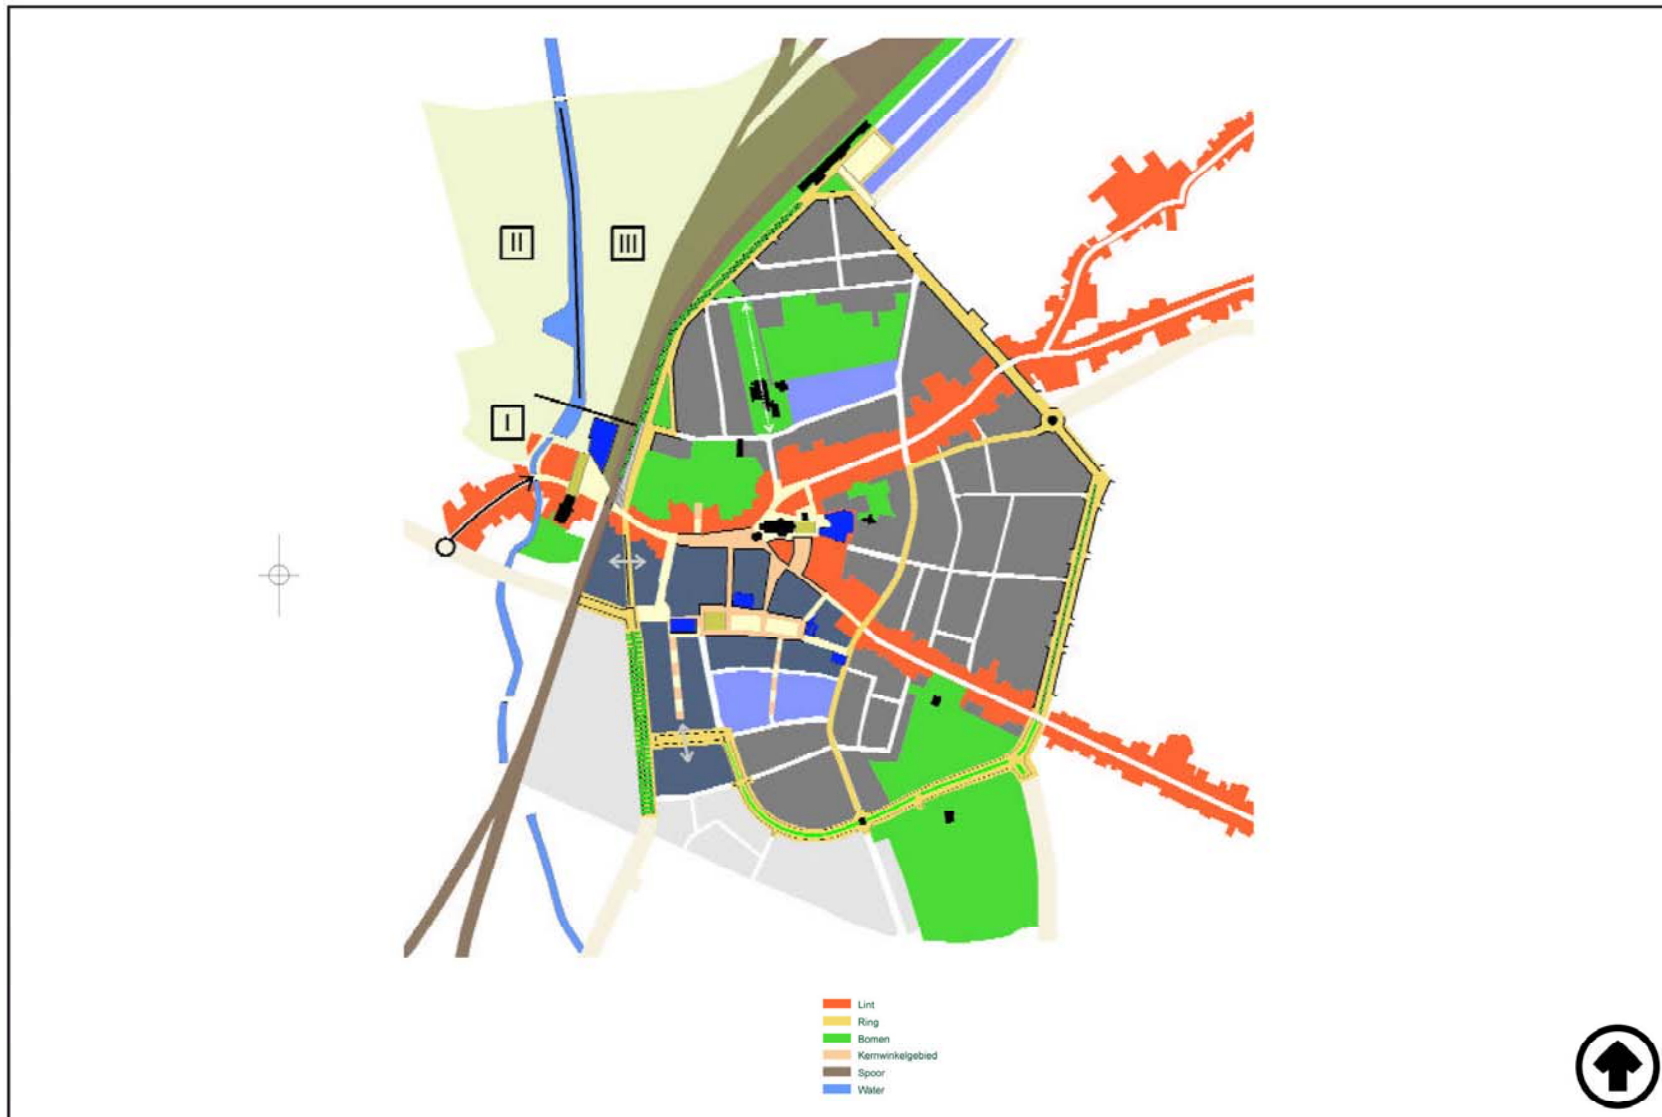 II
III
I
Lint
Ring
Bomen
Kernwinkelgebied
Spoor
Water